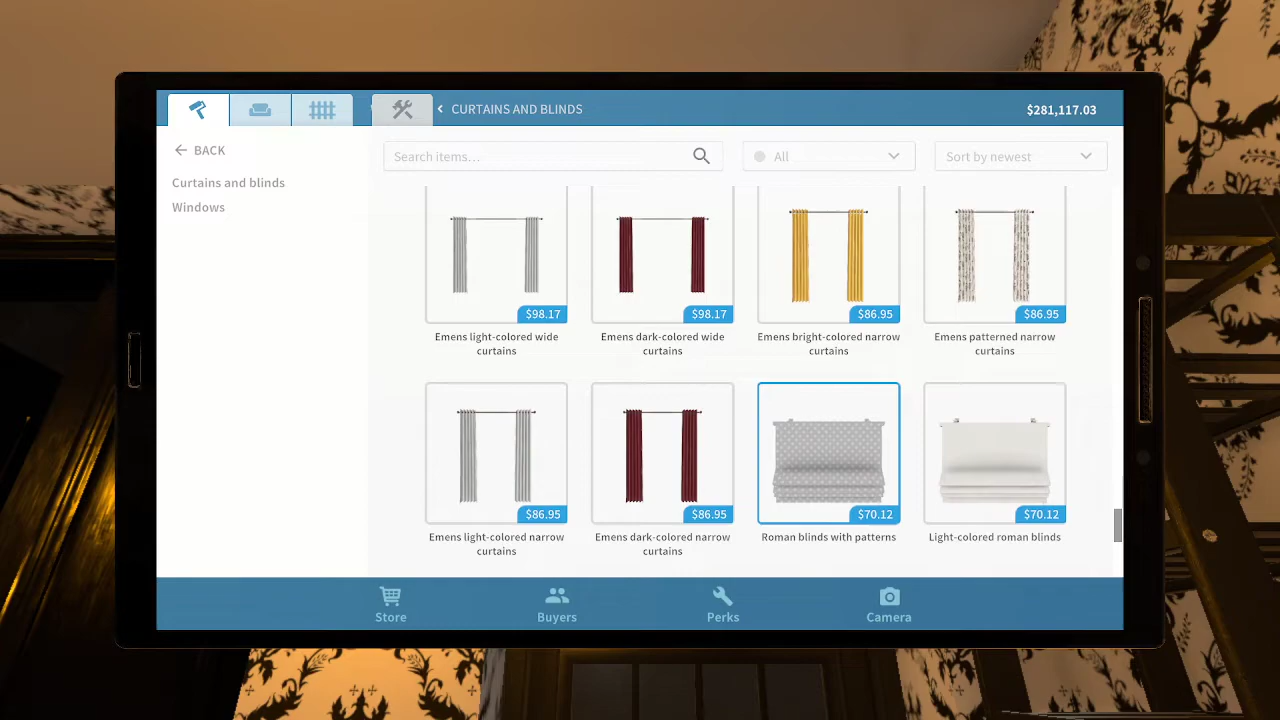 CURTAINS AND BLINDS
$281,117.03
BACK
Search items...
All
Sort by newest
Curtains and blinds
Windows
$98.17
$98.17
$86.95
$86.95
Emens light-colored wide
curtains
Emens dark-colored wide
curtains
Emens bright-colored narrow
curtains
Emens patterned narrow
curtains
$86.95
$86.95
$70.12
$70.12
Emens light-colored narrow
curtains
Emens dark-colored narrow
curtains
Roman blinds with patterns
Light-colored roman blinds
Store
Buyers
Perks
Camera